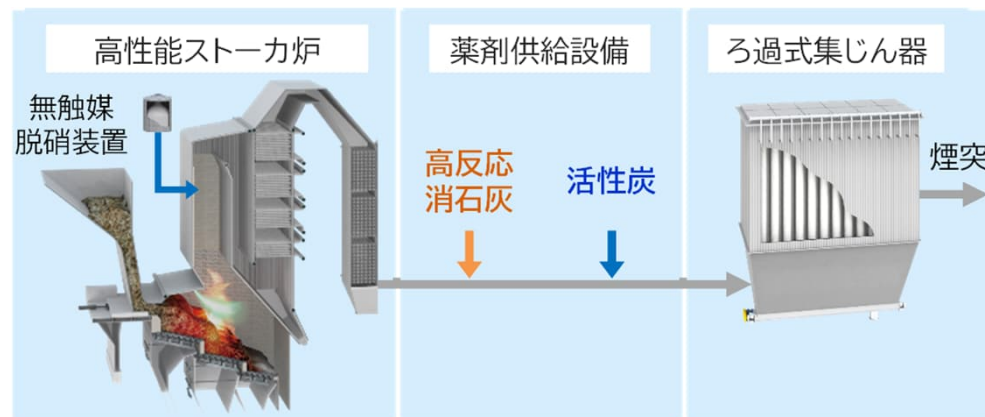 高性能ストーカ炉
薬剤供給設備
ろ過式集じん器
無触媒
脱硝装置
高反応
消石灰
活性炭
煙突